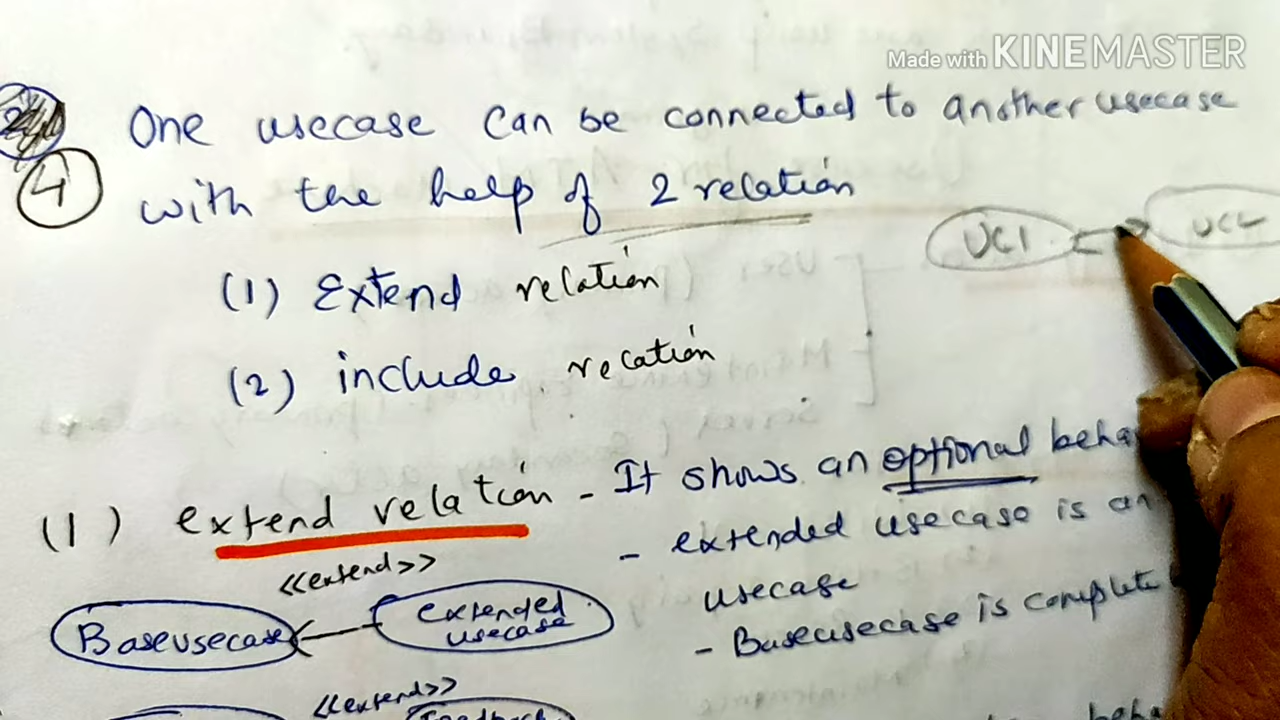 Made with KINEMASTER
One usecase can be connected to another usecase
4 with the help of 2 relation
UC1
(1) Extend relation
(2) include relation
(1) extend relation - It shows an optional
- extended usecase is an
<<extend>>
usecase
Baseusecase extended usecase
- Baseusecase is complete
<<extend>>